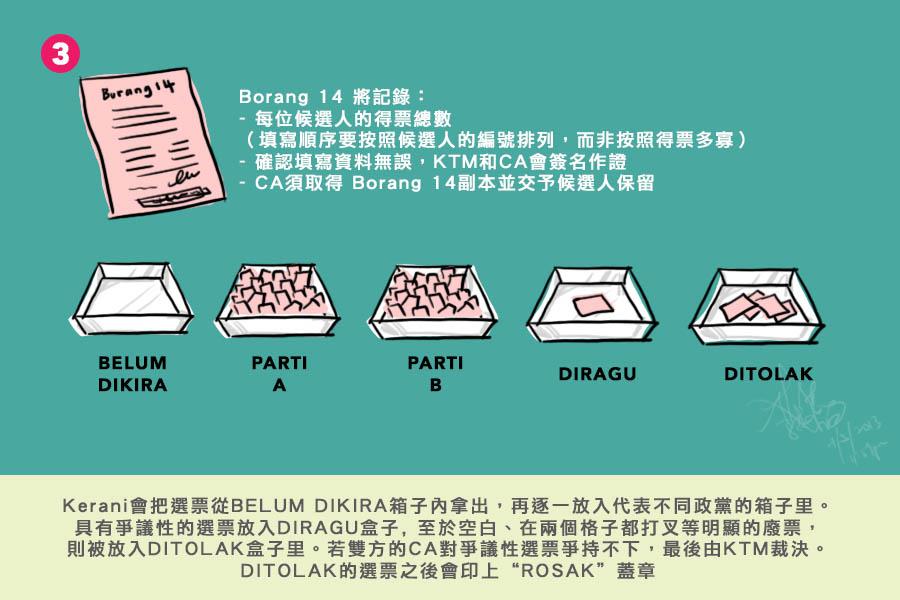 3
Borang 14
Borang 14 將記錄：
- 每位候選人的得票總數
（填寫順序要按照候選人的編號排列，而非按照得票多寡）
- 確認填寫資料無誤，KTM和CA會簽名作證
- CA須取得 Borang 14副本並交予候選人保留
BELUM DIKIRA
PARTI A
PARTI B
DIRAGU
DITOLAK
Kerani會把選票從BELUM DIKIRA箱子內拿出，再逐一放入代表不同政黨的箱子里。
具有爭議性的選票放入DIRAGU盒子, 至於空白、在兩個格子都打叉等明顯的廢票，
則被放入DITOLAK盒子里。若雙方的CA對爭議性選票爭持不下，最後由KTM裁決。
DITOLAK的選票之後會印上“ROSAK”蓋章